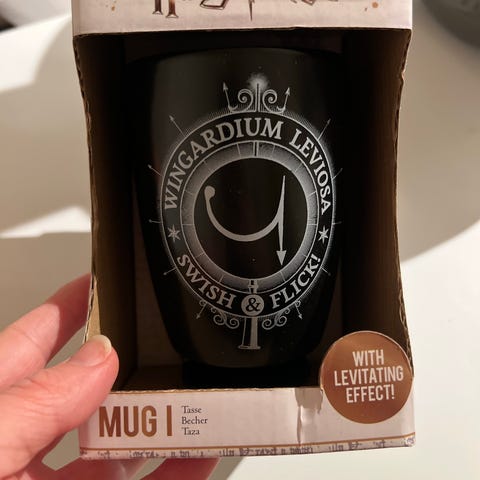 WINGARDIUM LEVIOSA
SWISH & FLICK!
WITH
LEVITATING
EFFECT!
MUG
Tasse
Becher
Taza